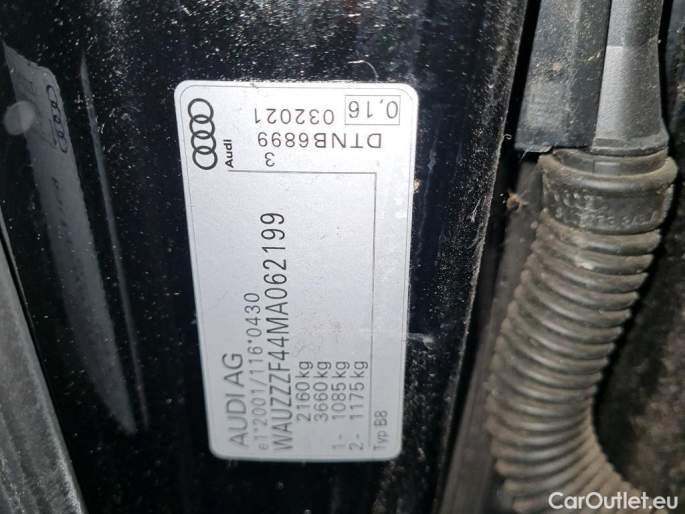 AUDI AG
e1*2001/116*0430
WAUZZZF44MA062199
2160 kg
3660 kg
1- 1085 kg
2- 1175 kg
Typ B8
Audi
3
DTNB6899
032021
0,16
CarOutlet.eu